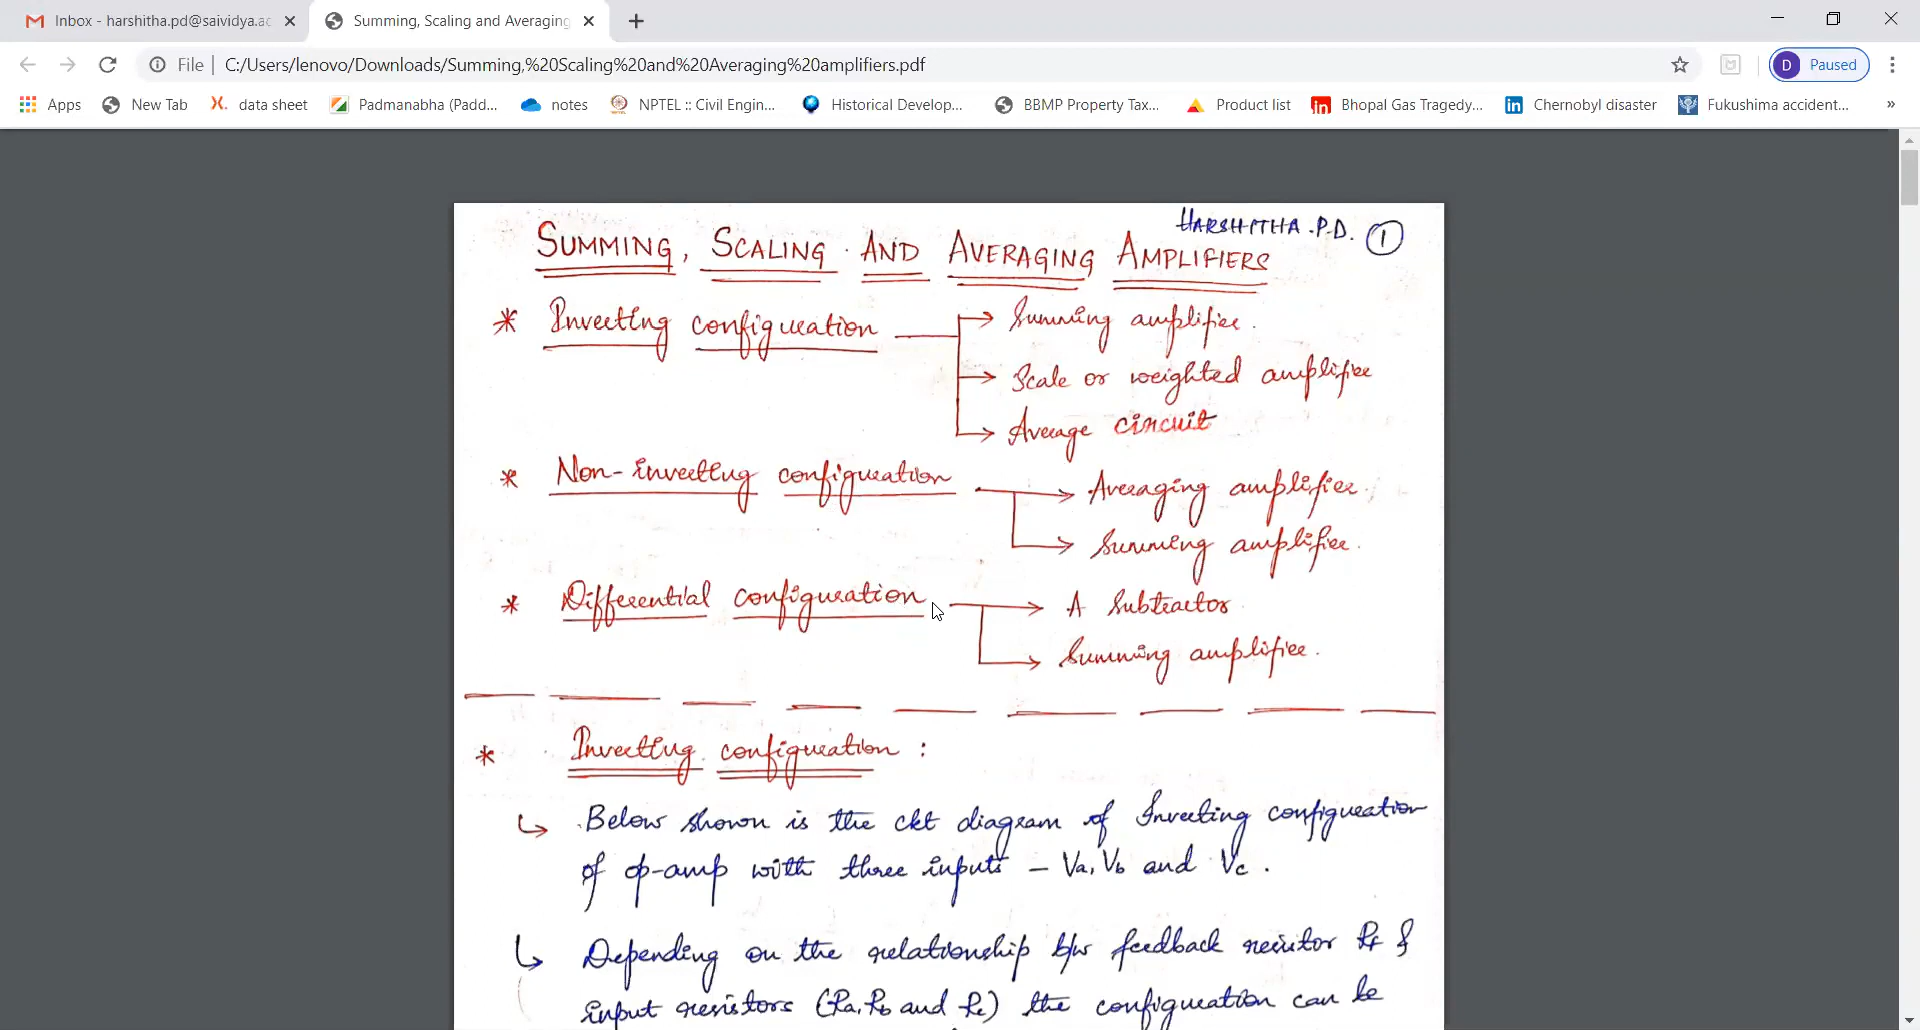 Inbox - harshitha.pd@saividya.ac
Summing, Scaling and Averaging
File
C:/Users/lenovo/Downloads/Summing,%20Scaling%20and%20Averaging%20amplifiers.pdf
D Paused
Apps New Tab data sheet Padmanabha (Padd... notes NPTEL :: Civil Engin... Historical Develop... BBMP Property Tax... Product list Bhopal Gas Tragedy... Chernobyl disaster Fukushima accident... »
HARSHITHA.P.D. 1
SUMMING, SCALING AND AVERAGING AMPLIFIERS
* Inverting configuration
→ Summing amplifier.
→ Scale or weighted amplifier
→ Average circuit
* Non-inverting configuration
→ Averaging amplifier.
→ Summing amplifier.
* Differential configuration
→ A Subtractor
→ Summing amplifier.
* Inverting configuration :
↳ Below shown is the ckt diagram of Inverting configuration
of op-amp with three inputs – Va, Vb and Vc.
↳ Depending on the relationship b/w feedback resistor RF &
input resistors (Ra, Rb and Rc) the configuration can be